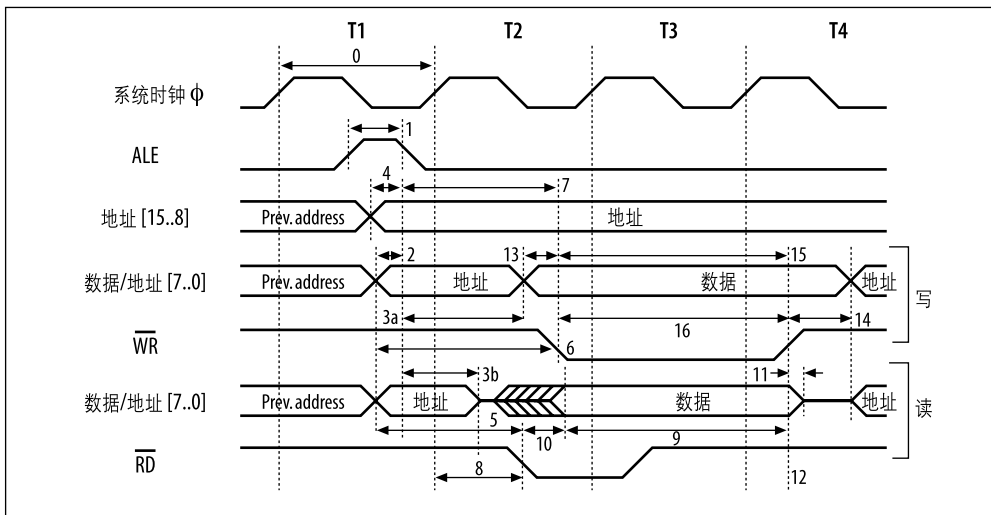 T1 T2 T3 T4
0
系统时钟 ϕ
1
ALE
4 7
地址 [15..8] Prev. address 地址
2 13 15
数据/地址 [7..0] Prev. address 地址 数据 地址
写
3a 16 14
WR
6
3b 11
数据/地址 [7..0] Prev. address 地址 数据 地址
读
5 10 9
RD
8 12